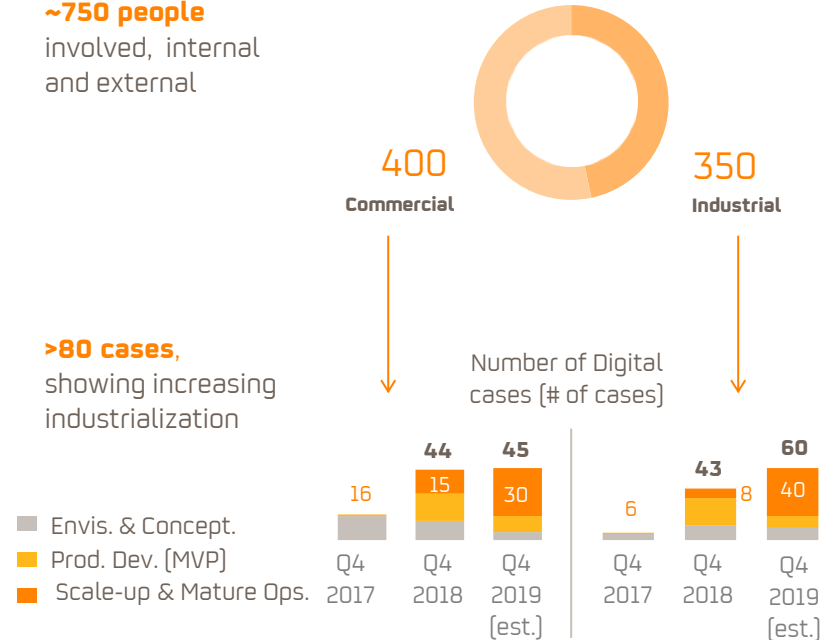 ~750 people
involved, internal
and external
400
Commercial
350
Industrial
>80 cases,
showing increasing
industrialization
Number of Digital
cases (# of cases)
Envis. & Concept.
Prod. Dev. (MVP)
Scale-up & Mature Ops.
16
44
15
45
30
Q4
2017
Q4
2018
Q4
2019
(est.)
6
43
8
60
40
Q4
2017
Q4
2018
Q4
2019
(est.)